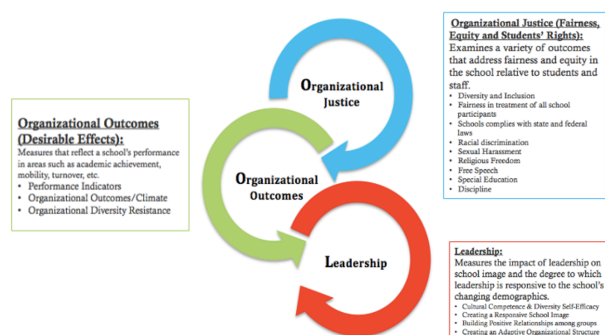 Organizational Justice (Fairness,
Equity and Students' Rights):
Examines a variety of outcomes
that address fairness and equity in
the school relative to students and
staff.
• Diversity and Inclusion
• Fairness in treatment of all school
participants
• Schools complies with state and federal
laws
• Racial discrimination
• Sexual Harassment
• Religious Freedom
• Free Speech
• Special Education
• Discipline
Organizational
Justice
Organizational Outcomes
(Desirable Effects):
Measures that reflect a school's performance
in areas such as academic achievement,
mobility, turnover, etc.
• Performance Indicators
• Organizational Outcomes/Climate
• Organizational Diversity Resistance
Organizational
Outcomes
Leadership
Leadership:
Measures the impact of leadership on
school image and the degree to which
leadership is responsive to the school's
changing demographics.
• Cultural Competence & Diversity Self-Efficacy
• Creating a Responsive School Image
• Building Positive Relationships among groups
• Creating an Adaptive Organizational Structure